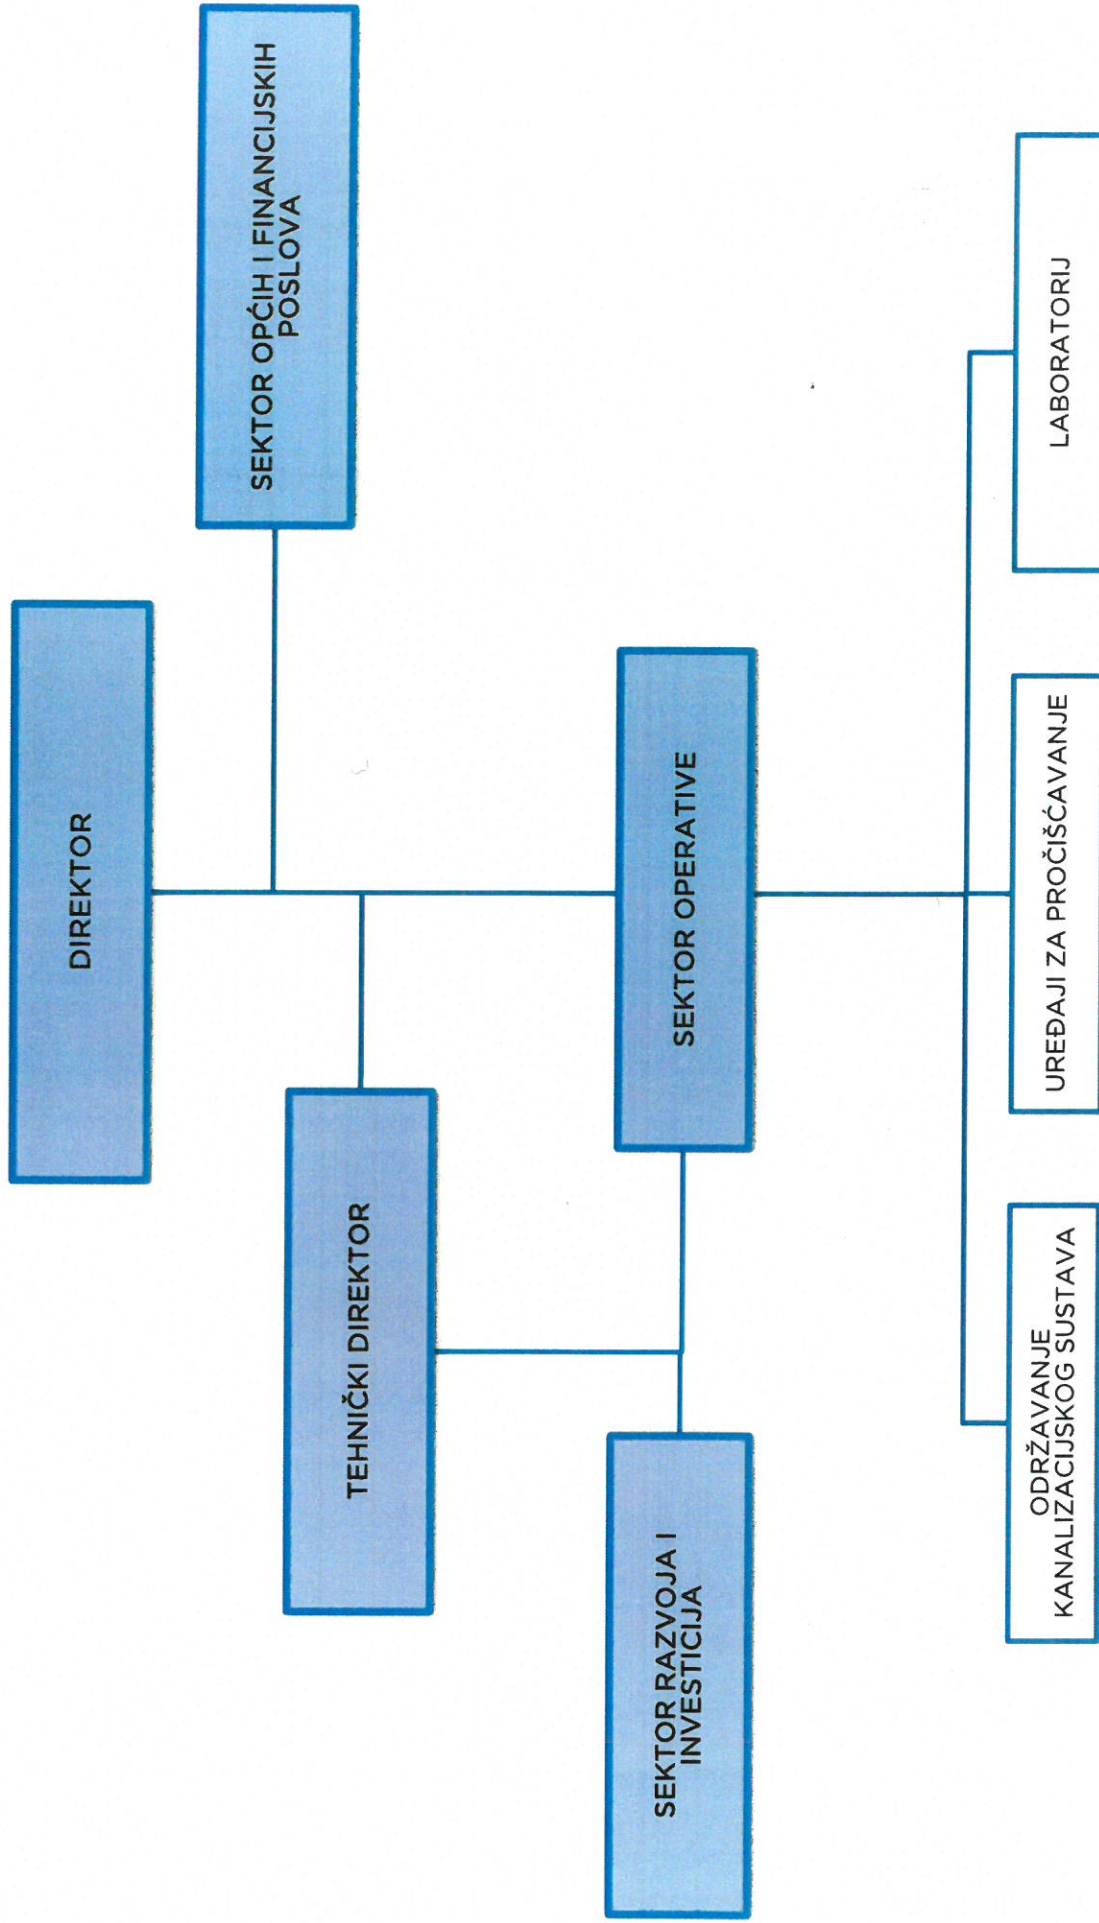 DIREKTOR
SEKTOR OPĆIH I FINANCIJSKIH
POSLOVA
TEHNIČKI DIREKTOR
SEKTOR RAZVOJA I
INVESTICIJA
SEKTOR OPERATIVE
ODRŽAVANJE
KANALIZACIJSKOG SUSTAVA
UREĐAJI ZA PROČIŠĆAVANJE
LABORATORIJ